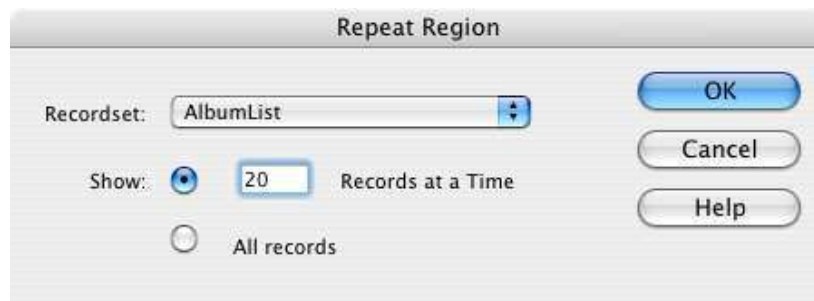 Repeat Region
Recordset: AlbumList
OK
Cancel
Show: 20 Records at a Time
Help
All records